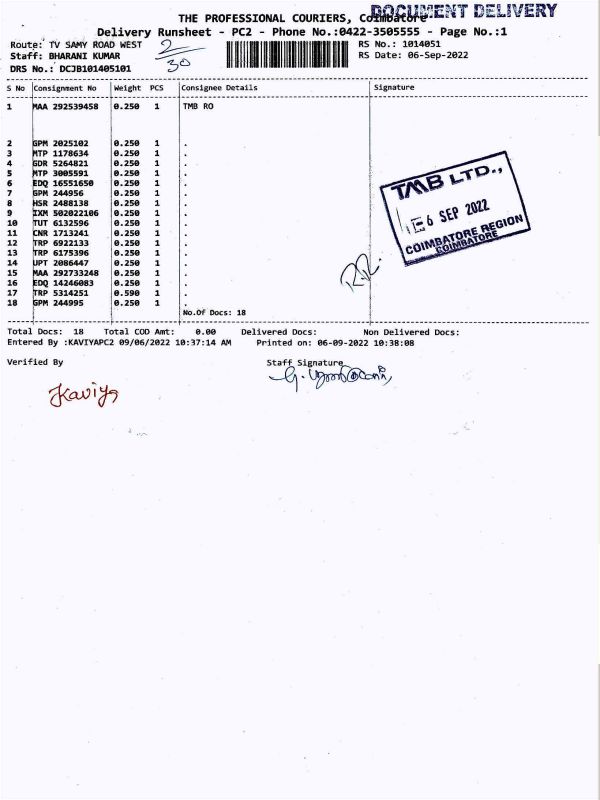 DOCUMENT DELIVERY
THE PROFESSIONAL COURIERS, Coimbatore
Delivery Runsheet - PC2 - Phone No.:0422-3505555 - Page No.:1
Route: TV SAMY ROAD WEST
Staff: BHARANI KUMAR
DRS No.: DCJB101405101
2/30
RS No.: 1014051
RS Date: 06-Sep-2022
S No Consignment No Weight PCS Consignee Details Signature
1 MAA 292539458 0.250 1 TMB RO
2 GPM 2025102 0.250 1 .
3 MTP 1178634 0.250 1 .
4 GDR 5264821 0.250 1 .
5 MTP 3005591 0.250 1 .
6 EDQ 16551650 0.250 1 .
7 GPM 244956 0.250 1 .
8 HSR 2488138 0.250 1 .
9 IXM 502022106 0.250 1 .
10 TUT 6132596 0.250 1 .
11 CNR 1713241 0.250 1 .
12 TRP 6922133 0.250 1 .
13 TRP 6175396 0.250 1 .
14 UPT 2086447 0.250 1 .
15 MAA 292733248 0.250 1 .
16 EDQ 14246083 0.250 1 .
17 TRP 5314251 0.590 1 .
18 GPM 244995 0.250 1 .
No.Of Docs: 18
TMB LTD.,
6 SEP 2022
COIMBATORE REGION
COIMBATORE
Total Docs: 18 Total COD Amt: 0.00 Delivered Docs: Non Delivered Docs:
Entered By :KAVIYAPC2 09/06/2022 10:37:14 AM Printed on: 06-09-2022 10:38:08
Verified By Staff Signature
Kaviya